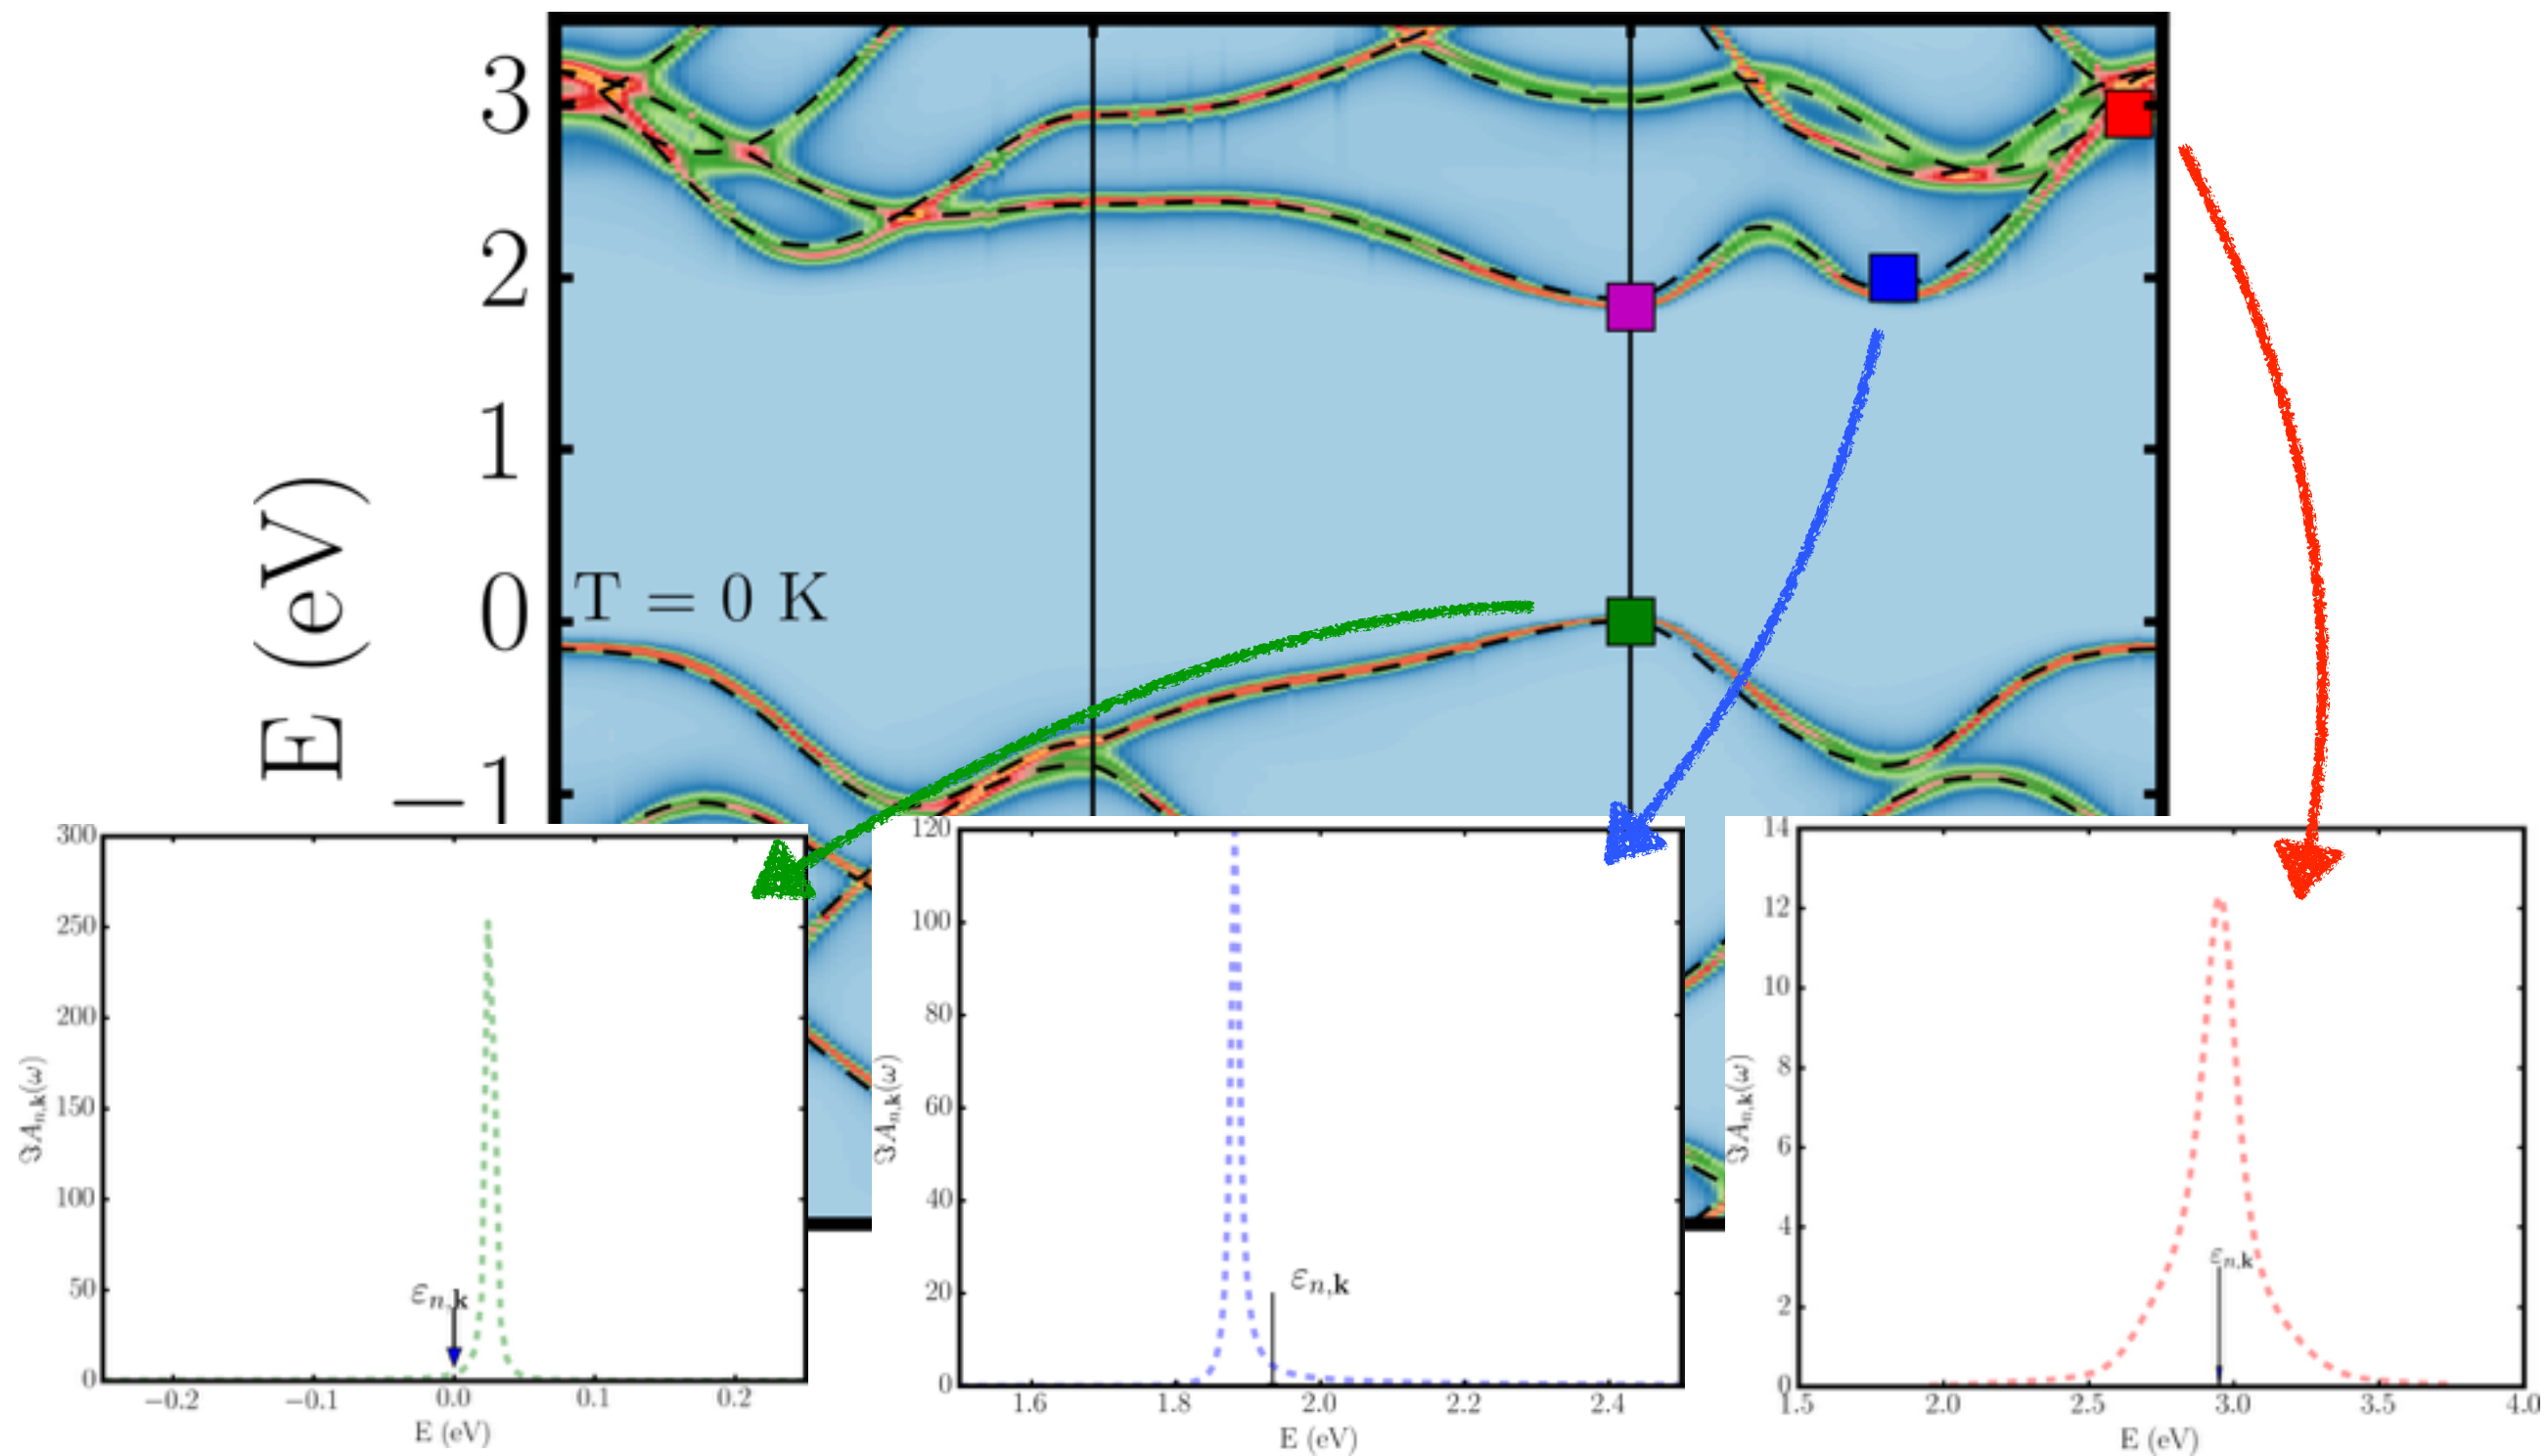 3
2
1
0
−1
E (eV)
T = 0 K
300
250
200
150
100
50
0
ℑA_{n,k}(ω)
ε_{n,k}
−0.2 −0.1 0.0 0.1 0.2
E (eV)
120
100
80
60
40
20
0
ℑA_{n,k}(ω)
ε_{n,k}
1.6 1.8 2.0 2.2 2.4
E (eV)
14
12
10
8
6
4
2
0
ℑA_{n,k}(ω)
ε_{n,k}
1.5 2.0 2.5 3.0 3.5 4.0
E (eV)